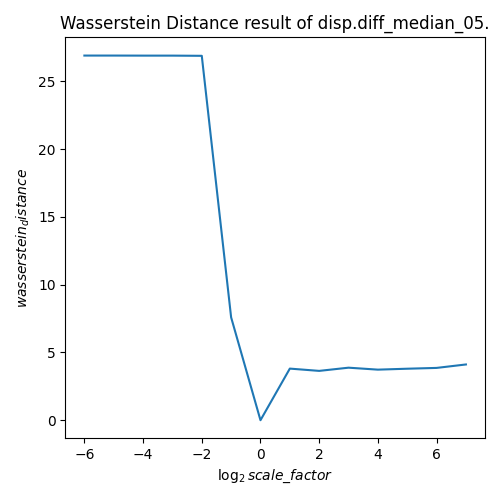 Wasserstein Distance result of disp.diff_median_05.
25
20
15
10
5
0
wasserstein_distance
−6 −4 −2 0 2 4 6
log₂ scale_factor